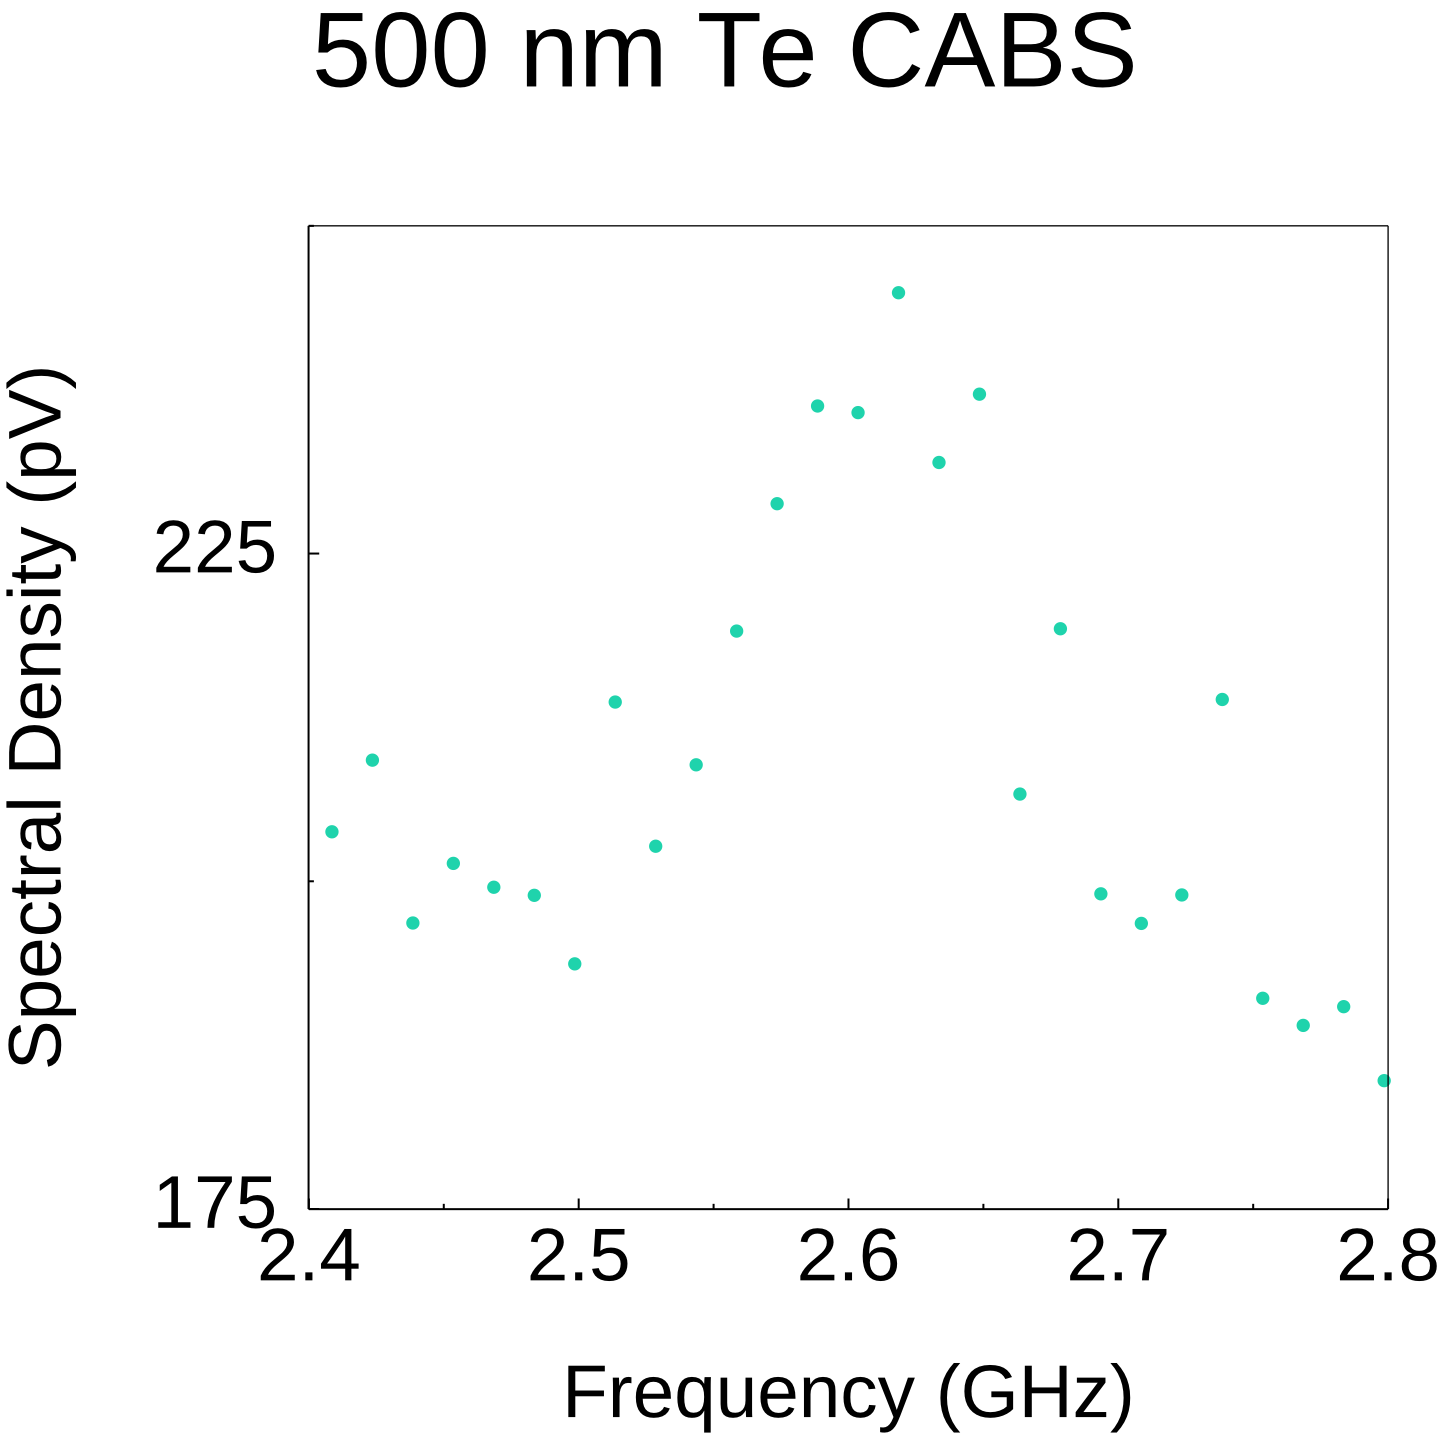 500 nm Te CABS
Spectral Density (pV)
225
175
2.4 2.5 2.6 2.7 2.8
Frequency (GHz)